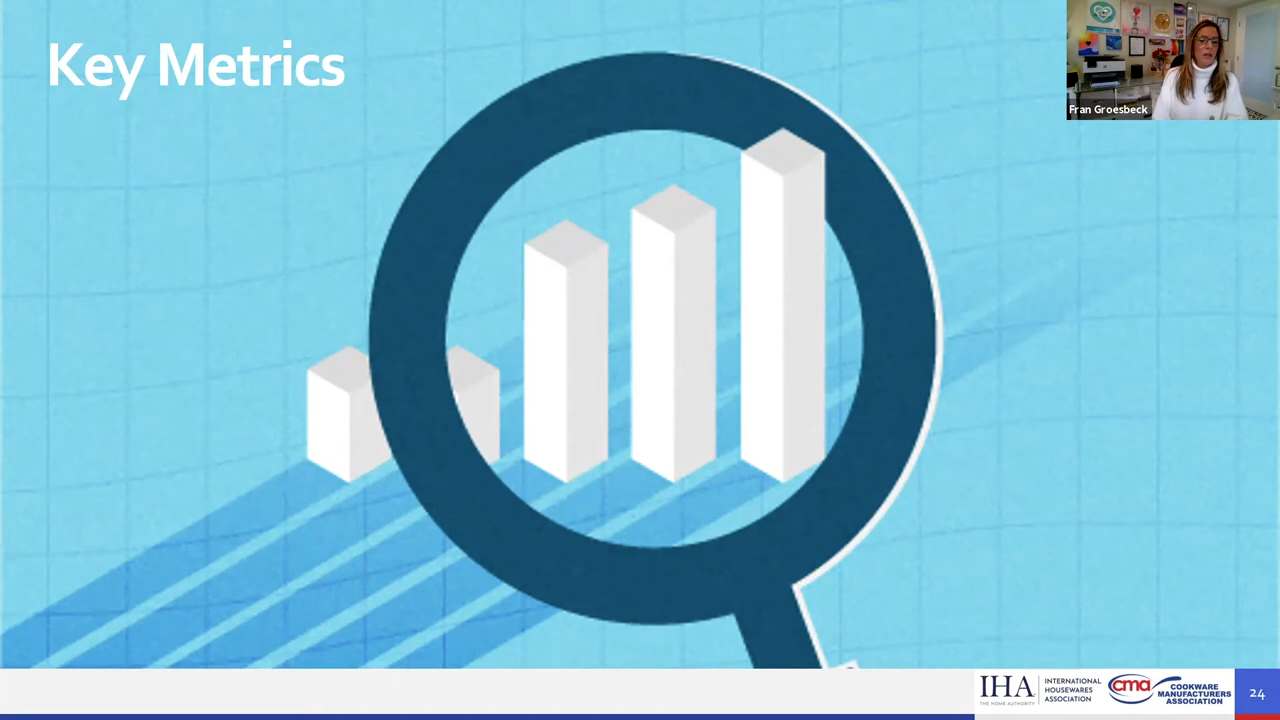 Key Metrics
Fran Groesbeck
IHA
THE HOME AUTHORITY
INTERNATIONAL
HOUSEWARES
ASSOCIATION
cma
COOKWARE
MANUFACTURERS
ASSOCIATION
24